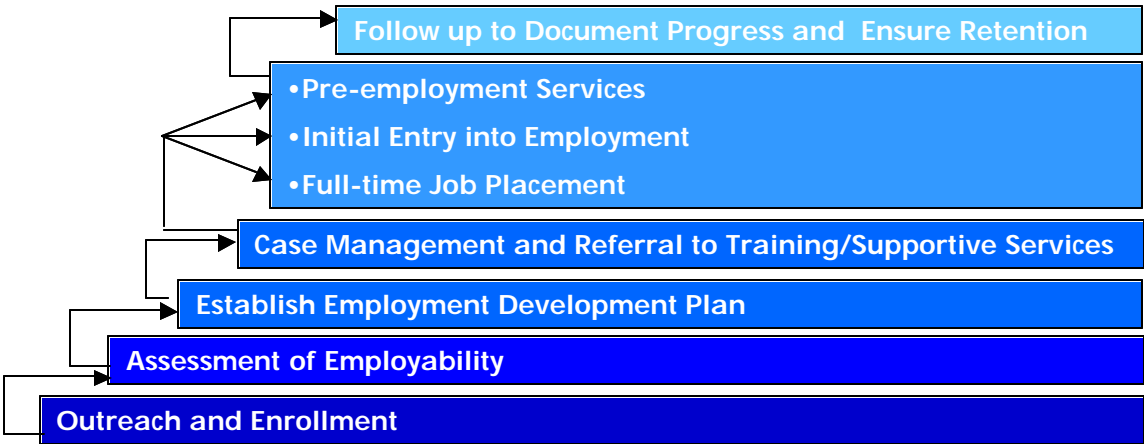 Follow up to Document Progress and Ensure Retention
•Pre-employment Services
•Initial Entry into Employment
•Full-time Job Placement
Case Management and Referral to Training/Supportive Services
Establish Employment Development Plan
Assessment of Employability
Outreach and Enrollment